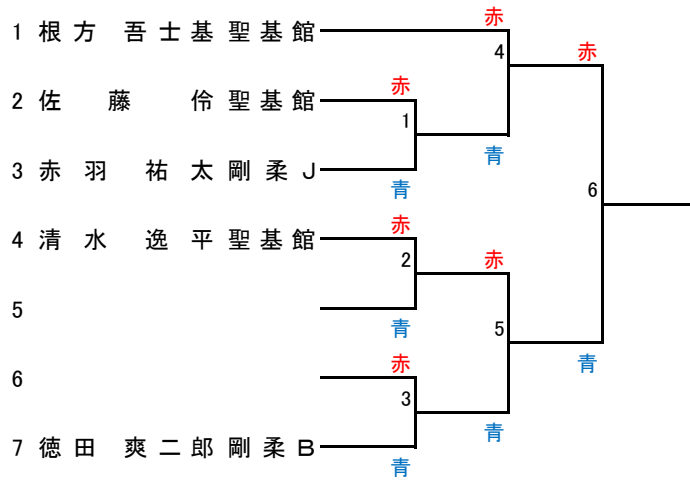 1 根方 吾士基 聖基館
赤
4
赤
2 佐藤 伶 聖基館
赤
1
青
3 赤羽 祐太 剛柔J
青
6
4 清水 逸平 聖基館
赤
2
赤
5
青
5
青
6
赤
3
青
7 徳田 爽二郎 剛柔B
青